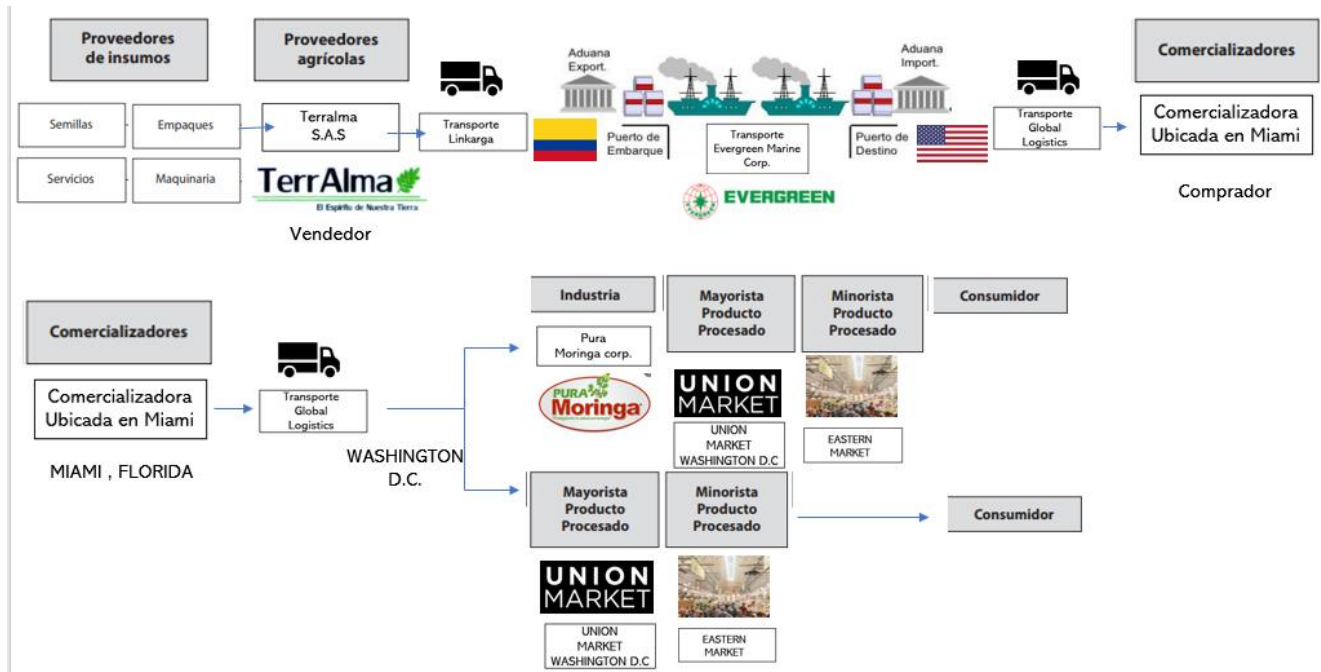 Proveedores
de insumos
Proveedores
agrícolas
Aduana
Export.
Aduana
Import.
Comercializadores
Semillas
Empaques
Terralma
S.A.S
Transporte
Linkarga
Puerto de
Embarque
Transporte
Evergreen Marine
Corp.
Puerto de
Destino
Transporte
Global
Logistics
Comercializadora
Ubicada en Miami
Servicios
Maquinaria
TerrAlma
El Espíritu de Nuestra Tierra
EVERGREEN
Vendedor
Comprador
Comercializadores
Industria
Mayorista
Producto
Procesado
Minorista
Producto
Procesado
Consumidor
Comercializadora
Ubicada en Miami
Transporte
Global
Logistics
Pura
Moringa corp.
PURA
Moringa
UNION
MARKET
UNION
MARKET
WASHINGTON D.C
EASTERN
MARKET
MIAMI , FLORIDA
WASHINGTON
D.C.
Mayorista
Producto
Procesado
Minorista
Producto
Procesado
Consumidor
UNION
MARKET
UNION
MARKET
WASHINGTON D.C
EASTERN
MARKET